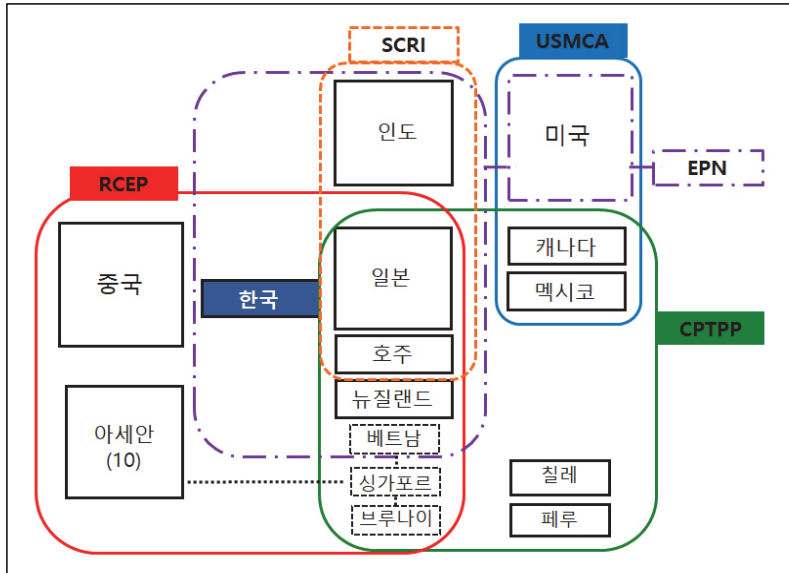 SCRI
USMCA
인도
미국
EPN
RCEP
중국
한국
일본
캐나다
멕시코
CPTPP
호주
뉴질랜드
아세안
(10)
베트남
싱가포르
브루나이
칠레
페루